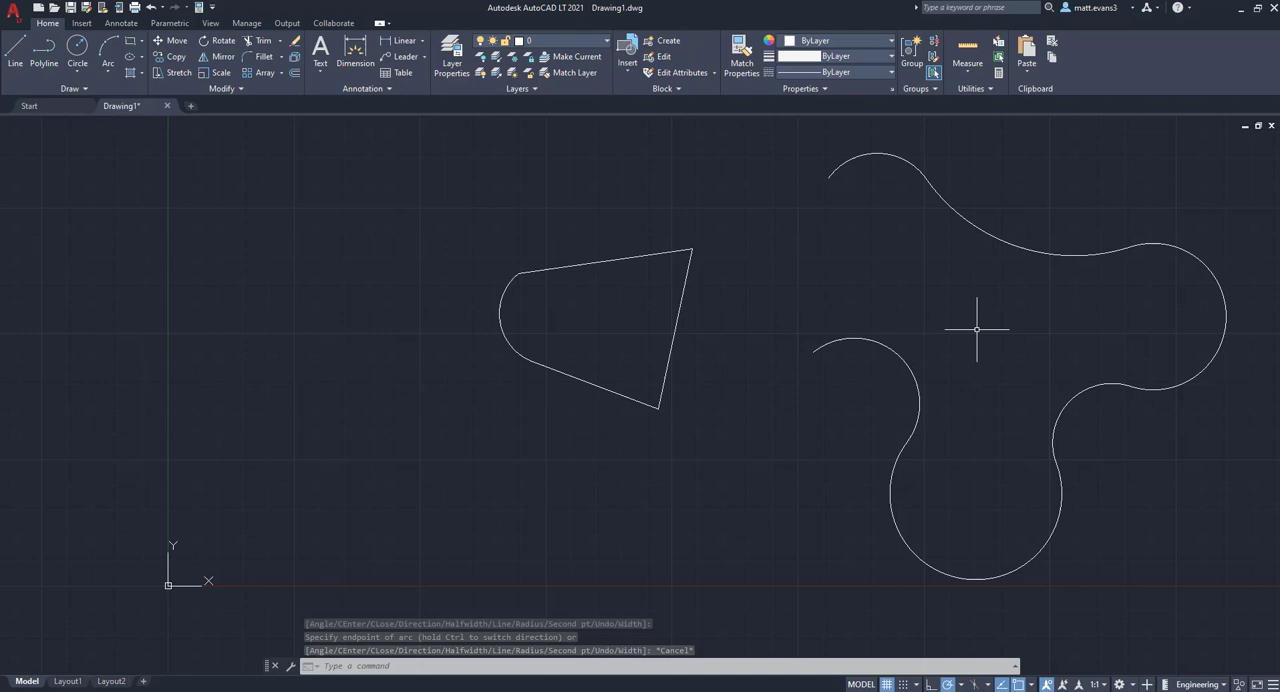 Autodesk AutoCAD LT 2021 Drawing1.dwg
Type a keyword or phrase
matt.evans3
Home Insert Annotate Parametric View Manage Output Collaborate
Line Polyline Circle Arc
Move Rotate Trim
Copy Mirror Fillet
Stretch Scale Array
Text Dimension
Linear
Leader
Table
Layer Properties
0
Make Current
Match Layer
Insert
Create
Edit
Edit Attributes
Match Properties
ByLayer
ByLayer
ByLayer
Group Measure Paste
Draw Modify Annotation Layers Block Properties Groups Utilities Clipboard
Start Drawing1*
Y
X
[Angle/CEnter/CLose/Direction/Halfwidth/Line/Radius/Second pt/Undo/Width]:
Specify endpoint of arc (hold Ctrl to switch direction) or
[Angle/CEnter/CLose/Direction/Halfwidth/Line/Radius/Second pt/Undo/Width]: *Cancel*
Type a command
Model Layout1 Layout2
MODEL 1:1 Engineering